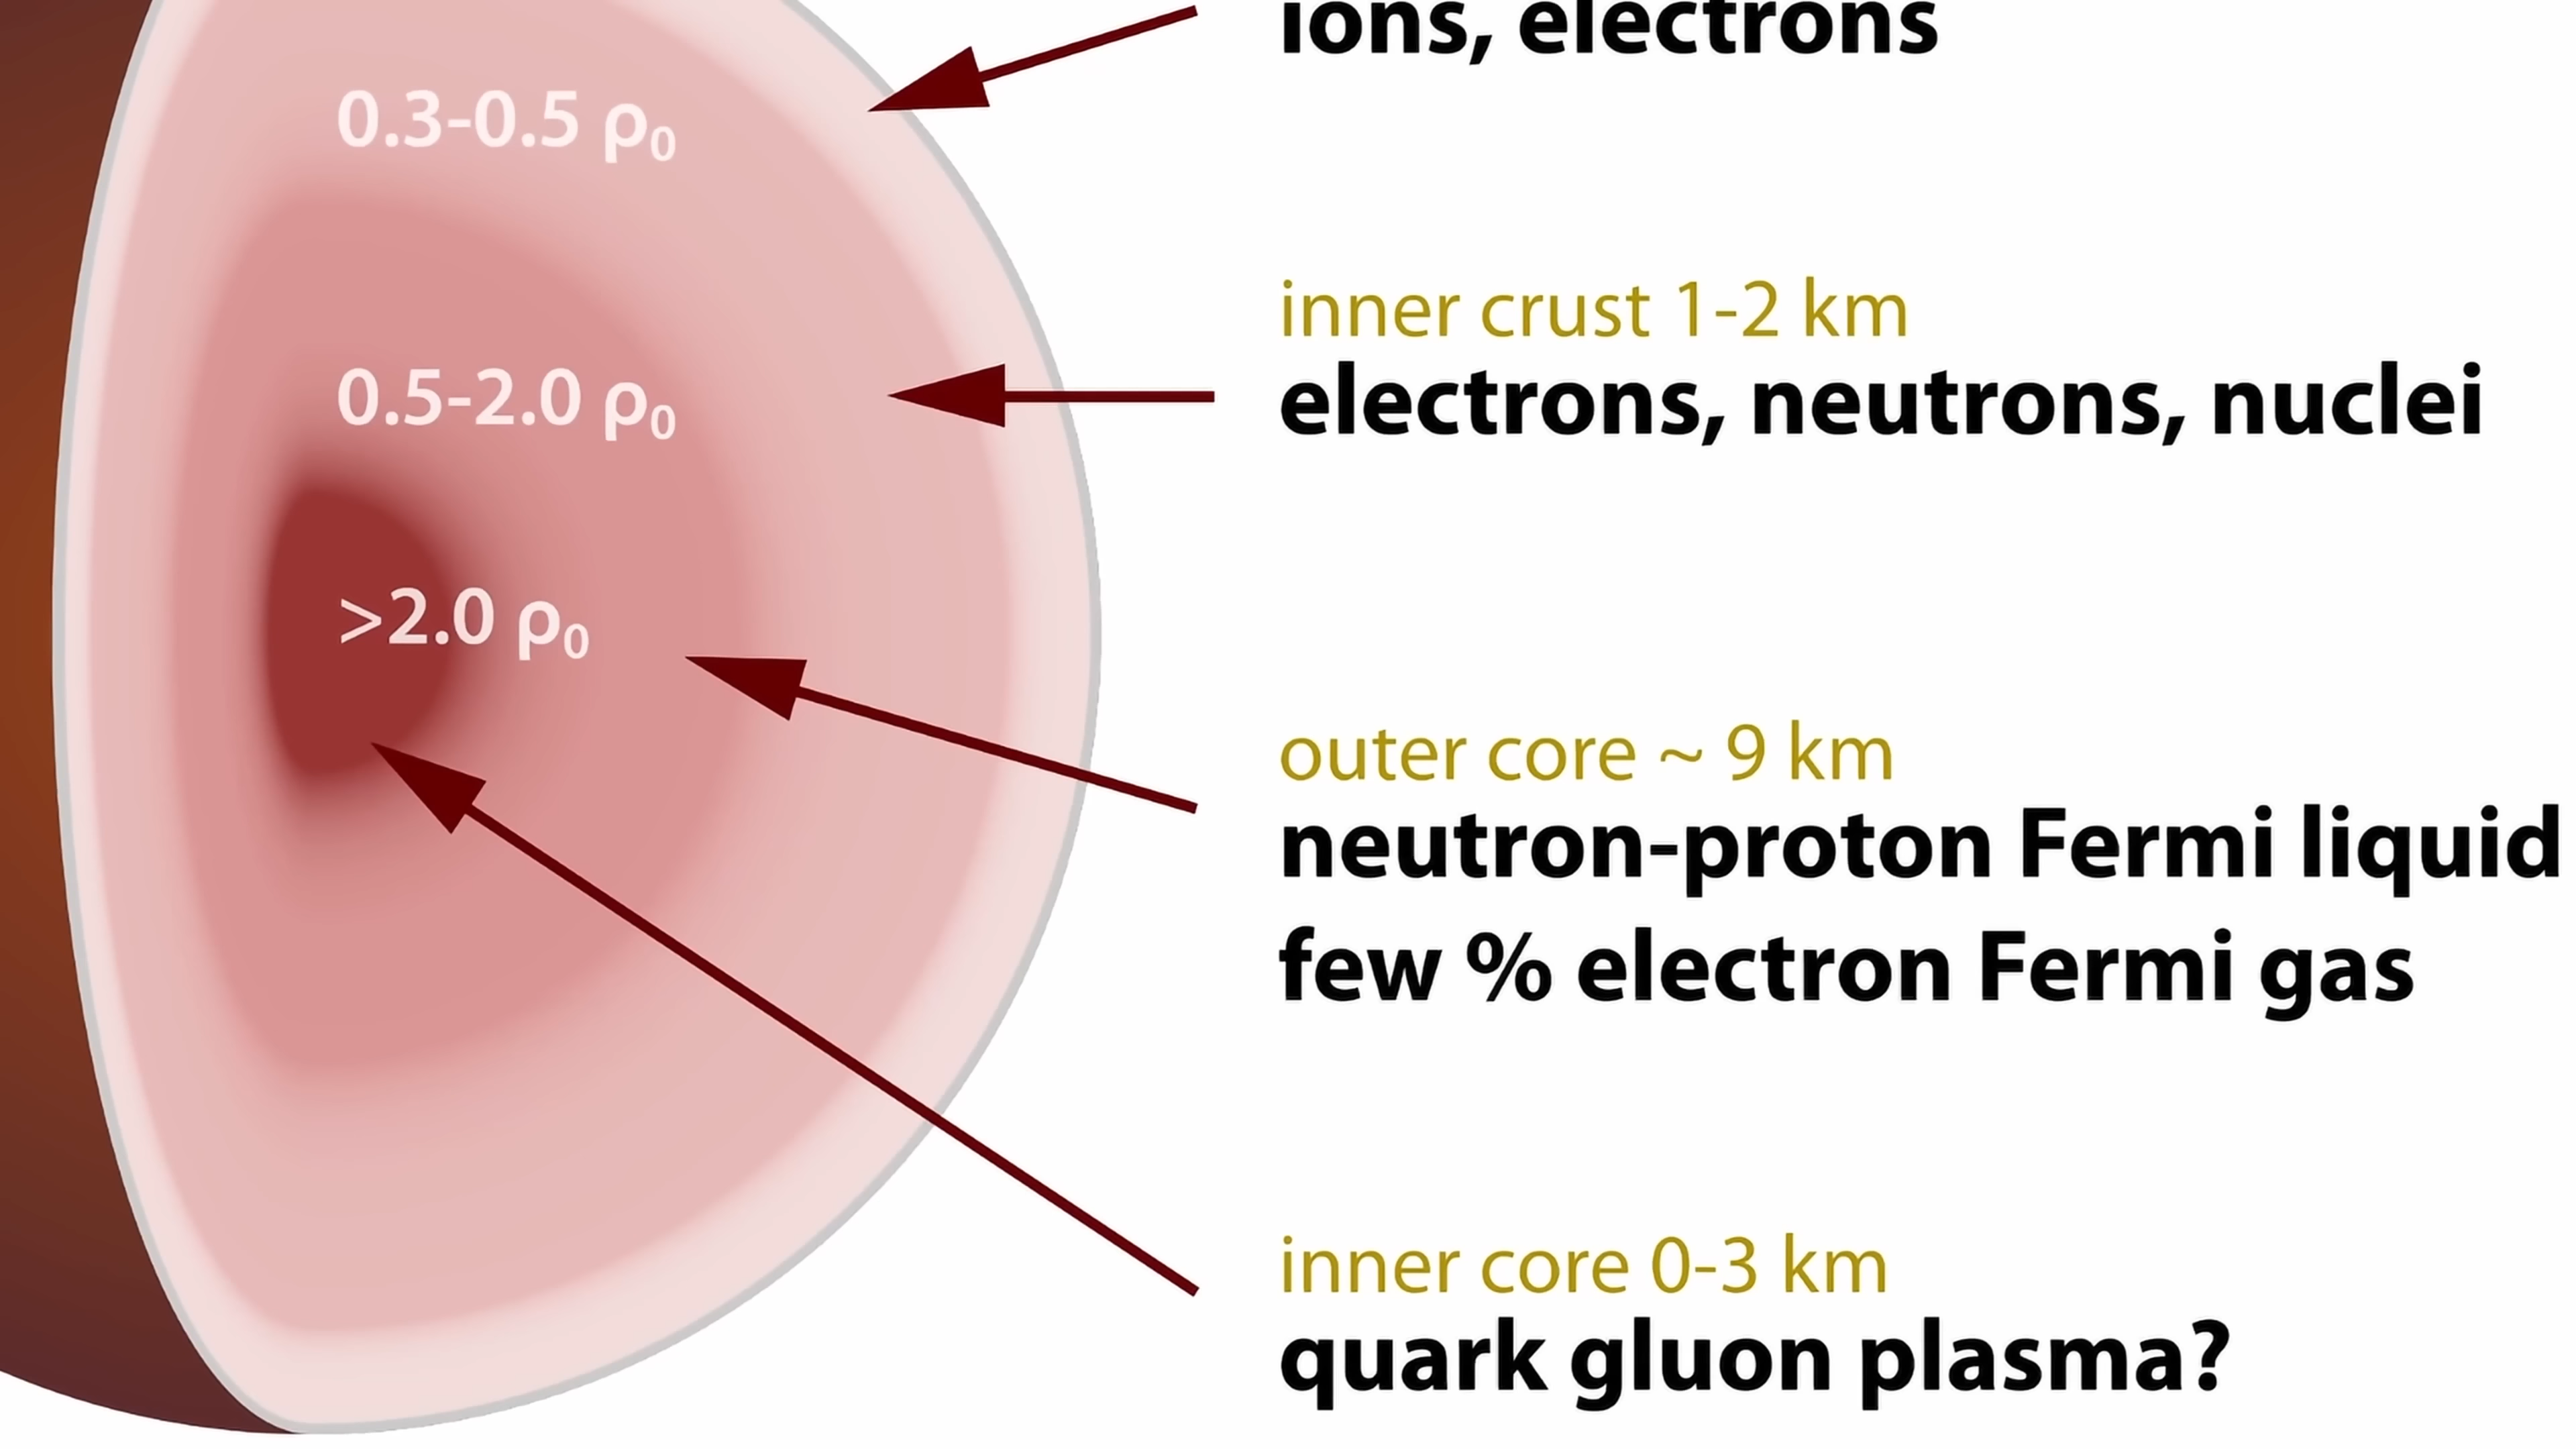 ions, electrons
0.3-0.5 ρ₀
inner crust 1-2 km
electrons, neutrons, nuclei
0.5-2.0 ρ₀
>2.0 ρ₀
outer core ~ 9 km
neutron-proton Fermi liquid
few % electron Fermi gas
inner core 0-3 km
quark gluon plasma?